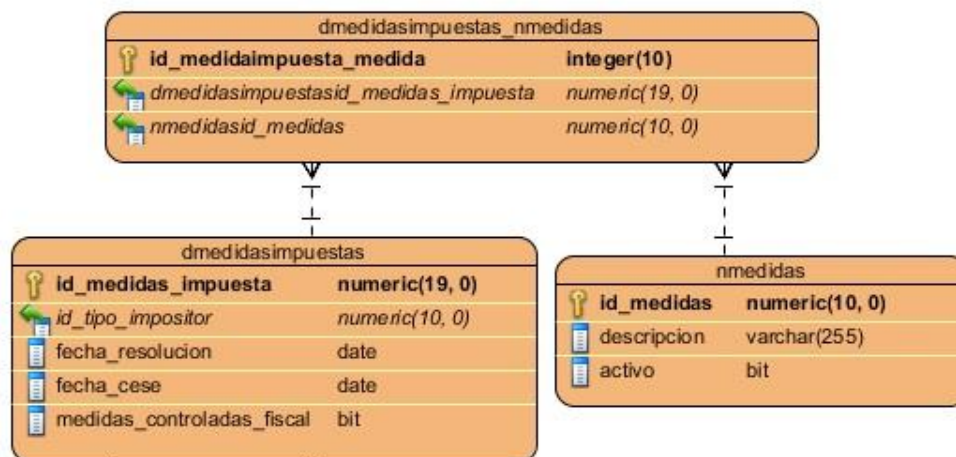 dmedidasimpuestas_nmedidas
id_medidaimpuesta_medida integer(10)
dmedidasimpuestasid_medidas_impuesta numeric(19, 0)
nmedidasid_medidas numeric(10, 0)
dmedidasimpuestas
id_medidas_impuesta numeric(19, 0)
id_tipo_impositor numeric(10, 0)
fecha_resolucion date
fecha_cese date
medidas_controladas_fiscal bit
nmedidas
id_medidas numeric(10, 0)
descripcion varchar(255)
activo bit